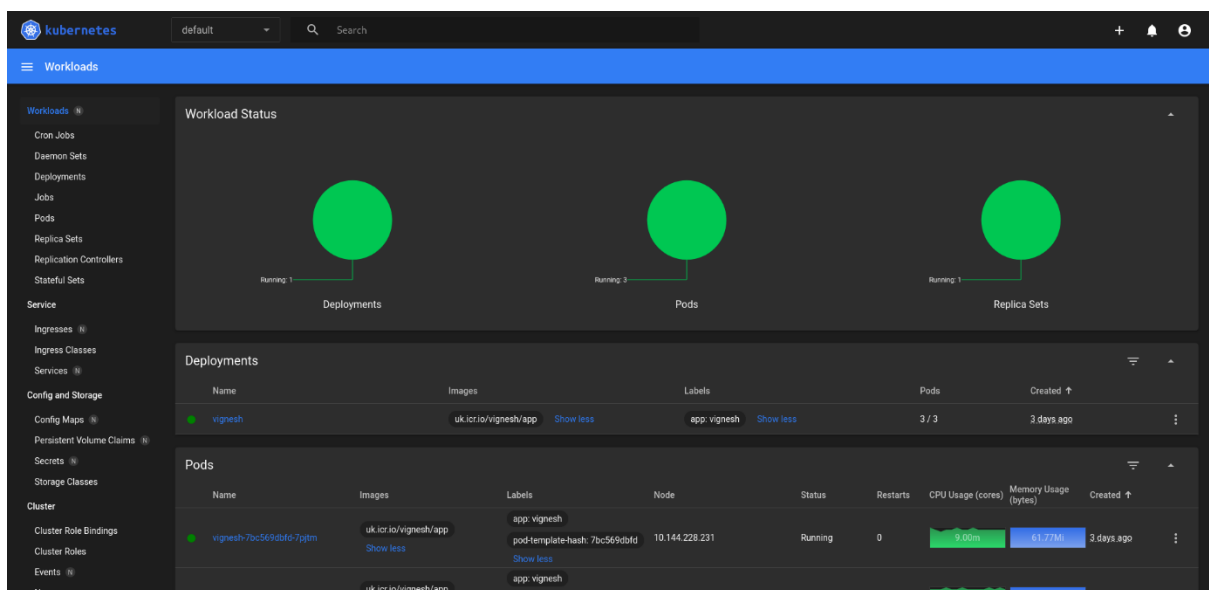 kubernetes default Search
Workloads
Workloads N
Cron Jobs
Daemon Sets
Deployments
Jobs
Pods
Replica Sets
Replication Controllers
Stateful Sets
Service
Ingresses N
Ingress Classes
Services N
Config and Storage
Config Maps N
Persistent Volume Claims N
Secrets N
Storage Classes
Cluster
Cluster Role Bindings
Cluster Roles
Events N
Workload Status
Running: 1
Deployments
Running: 3
Pods
Running: 1
Replica Sets
Deployments
Name Images Labels Pods Created ↑
vignesh uk.icr.io/vignesh/app Show less app: vignesh Show less 3 / 3 3 days ago
Pods
Name Images Labels Node Status Restarts CPU Usage (cores) Memory Usage (bytes) Created ↑
vignesh-7bc569dbfd-7pjtm
uk.icr.io/vignesh/app
Show less
app: vignesh
pod-template-hash: 7bc569dbfd
Show less
10.144.228.231 Running 0 9.00m 61.77Mi 3 days ago
uk.icr.io/vignesh/app
app: vignesh